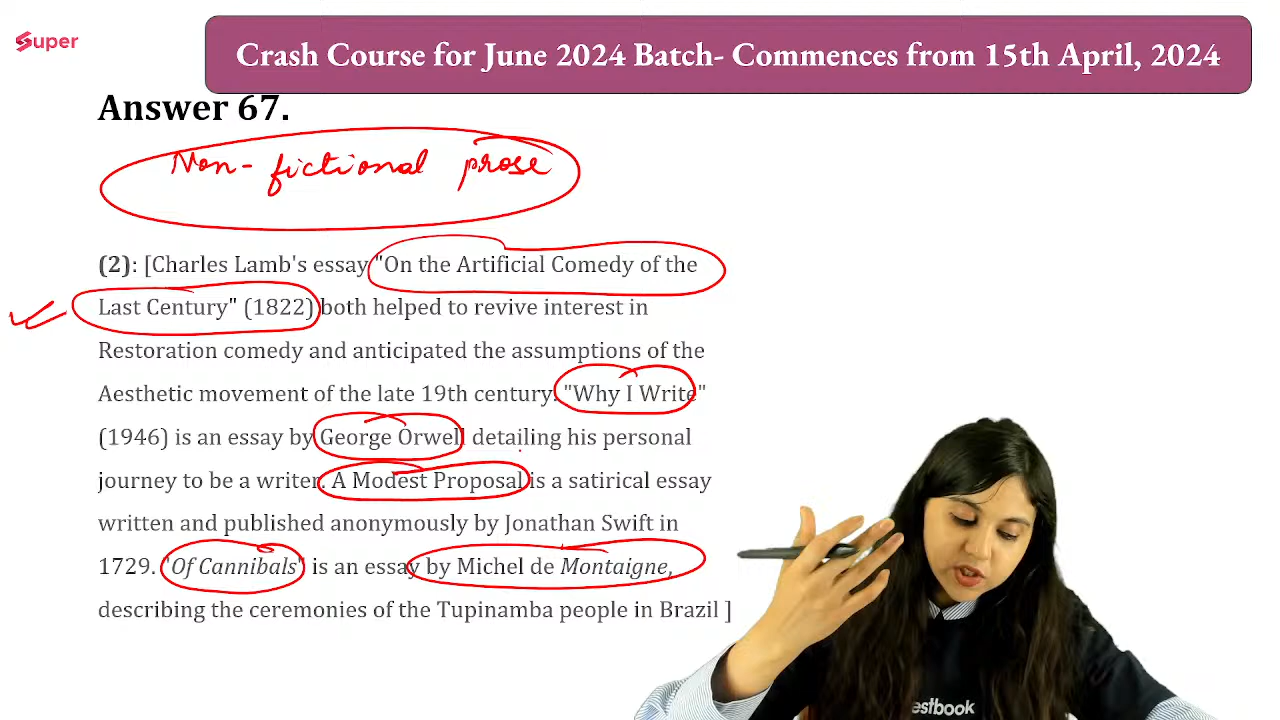 Super
Crash Course for June 2024 Batch- Commences from 15th April, 2024
Answer 67.
Non-fictional prose
(2): [Charles Lamb's essay "On the Artificial Comedy of the
Last Century" (1822) both helped to revive interest in
Restoration comedy and anticipated the assumptions of the
Aesthetic movement of the late 19th century. "Why I Write"
(1946) is an essay by George Orwell detailing his personal
journey to be a writer. A Modest Proposal is a satirical essay
written and published anonymously by Jonathan Swift in
1729. "Of Cannibals" is an essay by Michel de Montaigne,
describing the ceremonies of the Tupinamba people in Brazil ]
estbook